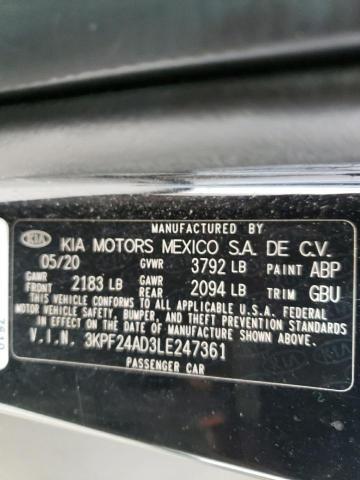 MANUFACTURED BY
KIA KIA MOTORS MEXICO S.A. DE C.V.
05/20 GVWR 3792 LB PAINT ABP
GAWR FRONT 2183 LB GAWR REAR 2094 LB TRIM GBU
THIS VEHICLE CONFORMS TO ALL APPLICABLE U.S.A. FEDERAL
MOTOR VEHICLE SAFETY, BUMPER, AND THEFT PREVENTION STANDARDS
IN EFFECT ON THE DATE OF MANUFACTURE SHOWN ABOVE.
V.I.N. 3KPF24AD3LE247361
PASSENGER CAR